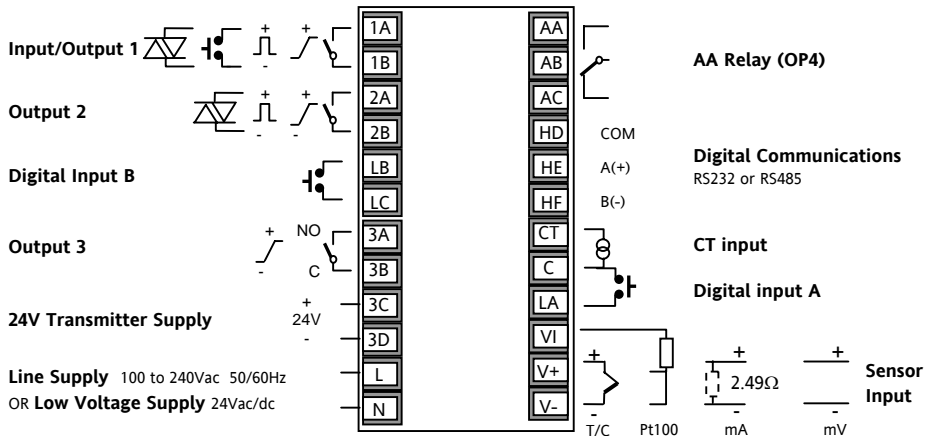 Input/Output 1 + - + - 1A
1B
Output 2 + - + - 2A
2B
Digital Input B LB
LC
Output 3 + - NO 3A
C 3B
24V Transmitter Supply + 3C
24V
- 3D
Line Supply 100 to 240Vac 50/60Hz L
OR Low Voltage Supply 24Vac/dc N
AA
AB AA Relay (OP4)
AC
HD COM
HE A(+) Digital Communications
RS232 or RS485
HF B(-)
CT CT input
C
LA Digital input A
VI
V+ + + + Sensor
2.49Ω Input
V- - -
T/C Pt100 mA mV